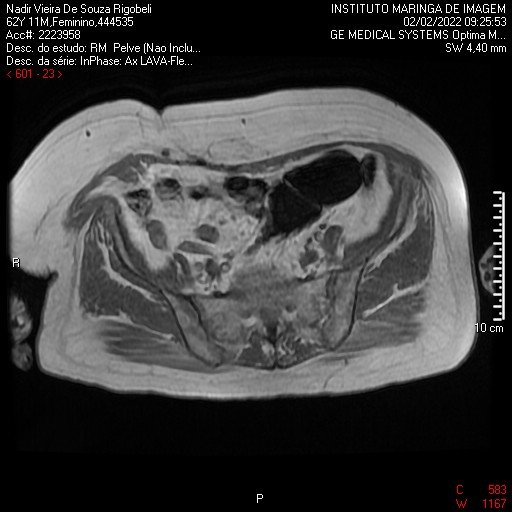 Nadir Vieira De Souza Rigobeli
62Y 11M,Feminino,444535
Acc#: 2223958
Desc. do estudo: RM Pelve (Nao Inclu...
Desc. da série: InPhase: Ax LAVA-Fle...
< 601 - 23 >
INSTITUTO MARINGA DE IMAGEM
02/02/2022 09:25:53
GE MEDICAL SYSTEMS Optima M...
SW 4,40 mm
R
10 cm
P
C 583
W 1167